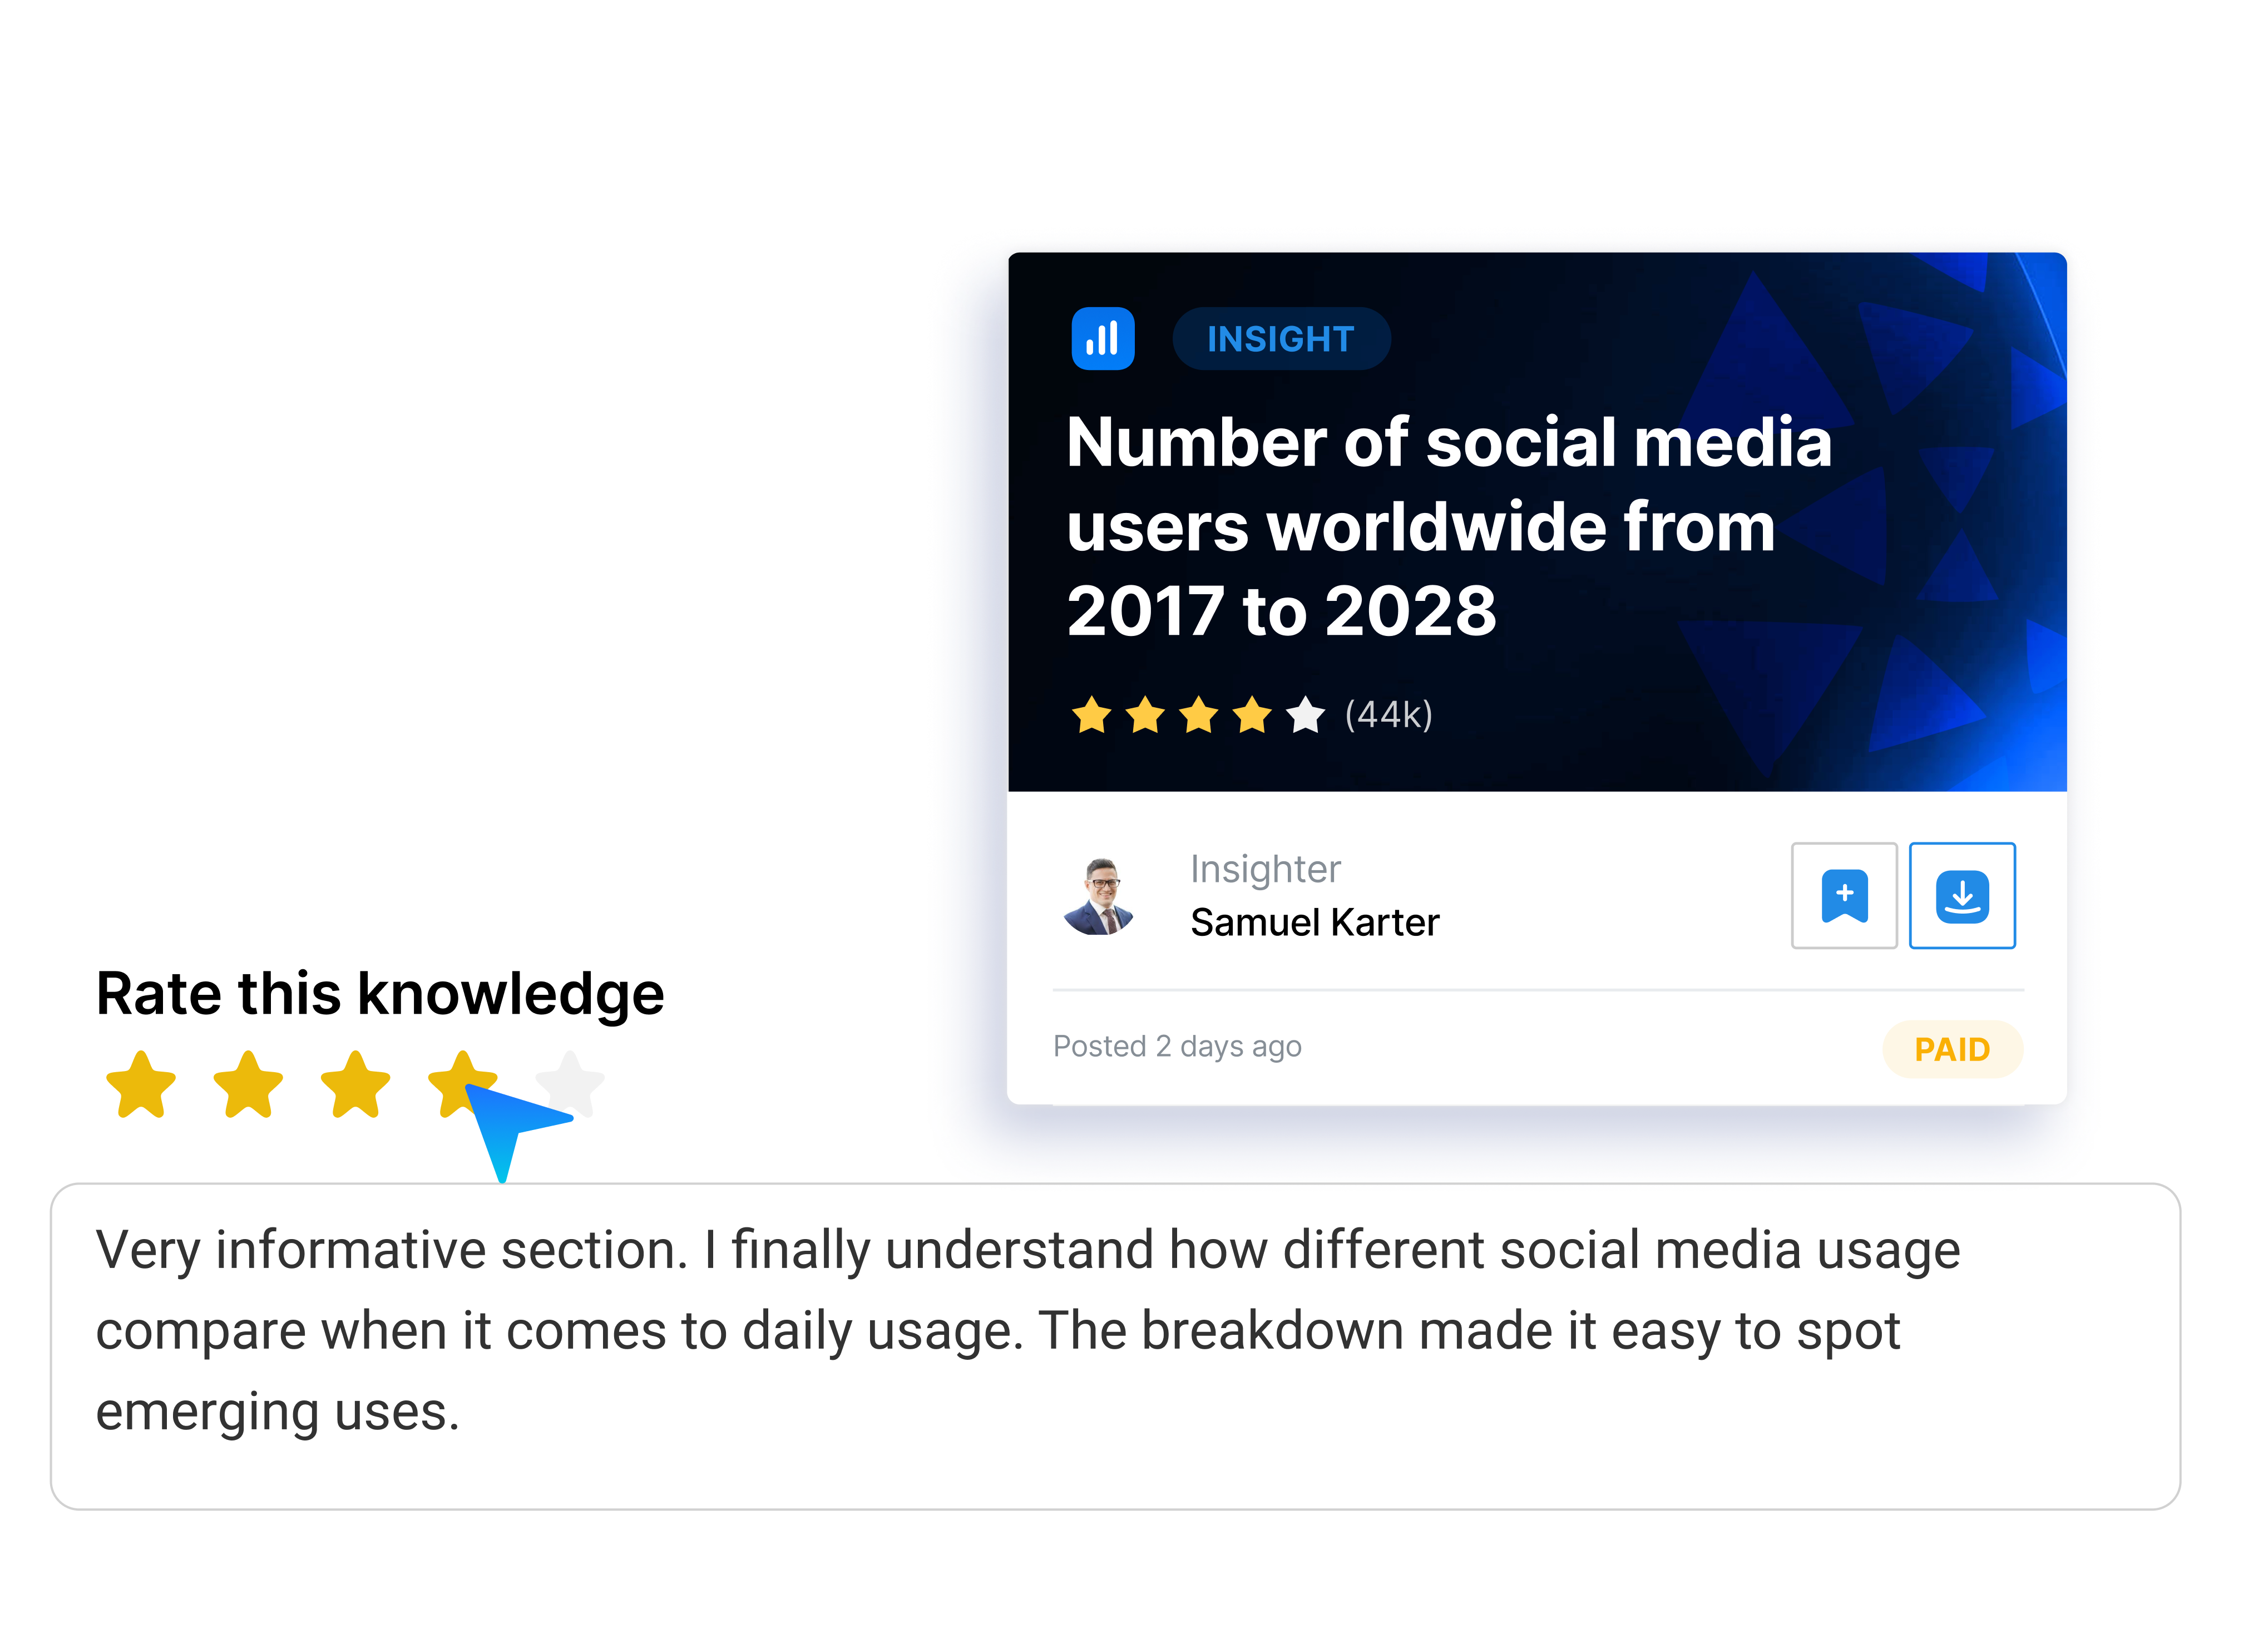 INSIGHT
Number of social media
users worldwide from
2017 to 2028
(44k)
Insighter
Samuel Karter
Posted 2 days ago
PAID
Rate this knowledge
Very informative section. I finally understand how different social media usage
compare when it comes to daily usage. The breakdown made it easy to spot
emerging uses.